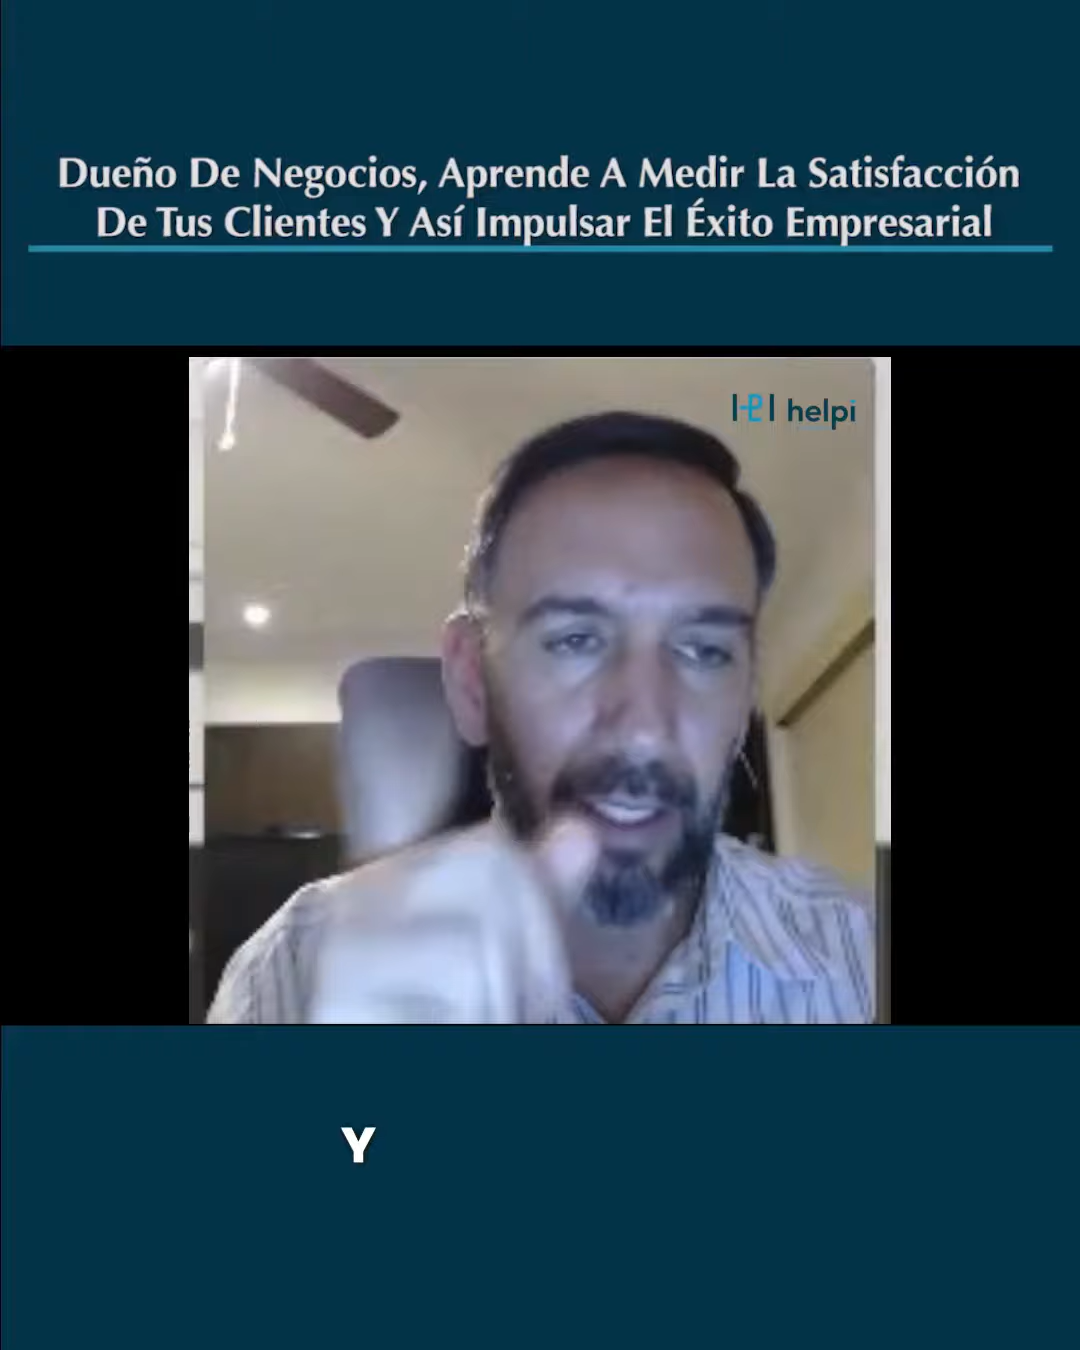 Dueño De Negocios, Aprende A Medir La Satisfacción
De Tus Clientes Y Así Impulsar El Éxito Empresarial
helpi
Y